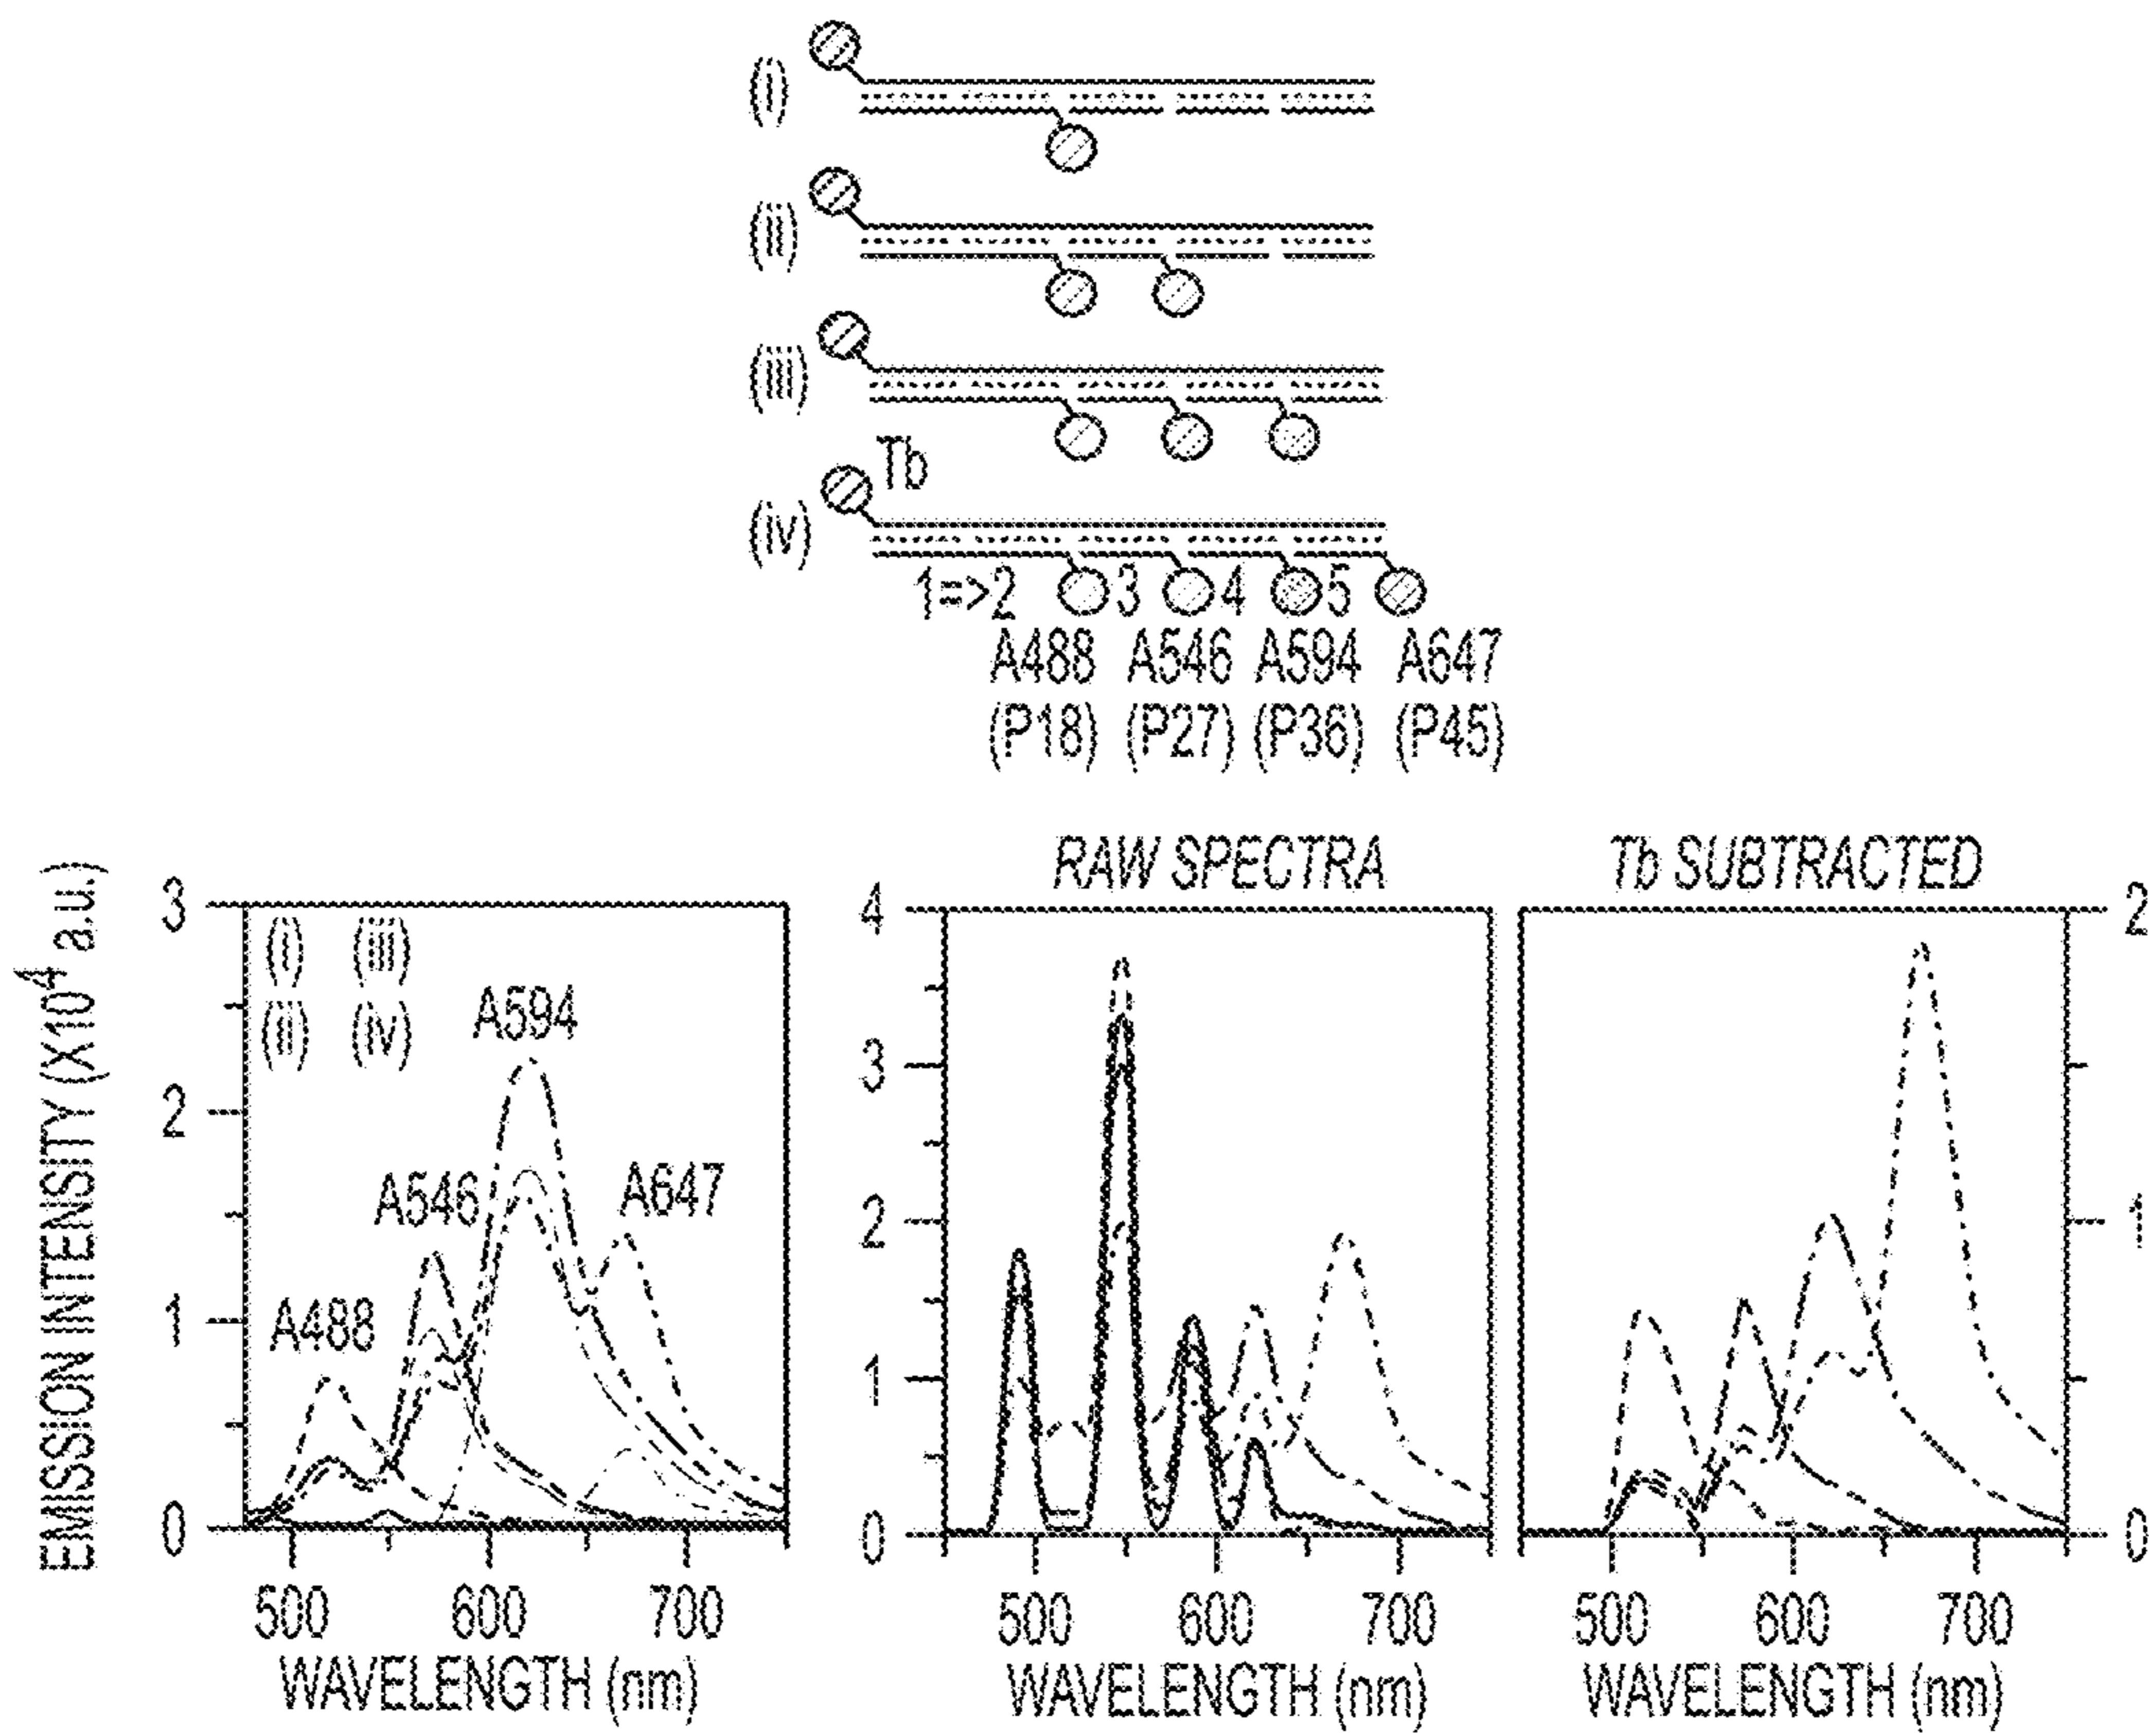 (i)
(ii)
(iii)
Tb
(iv)
1=>2 3 4 5
A488 A546 A594 A647
(P18) (P27) (P36) (P45)
RAW SPECTRA
Tb SUBTRACTED
EMISSION INTENSITY (X10⁴ a.u.)
3
2
1
0
(i) (iii)
(ii) (iv)
A594
A546
A647
A488
500 600 700
WAVELENGTH (nm)
4
3
2
1
0
500 600 700
WAVELENGTH (nm)
2
1
0
500 600 700
WAVELENGTH (nm)